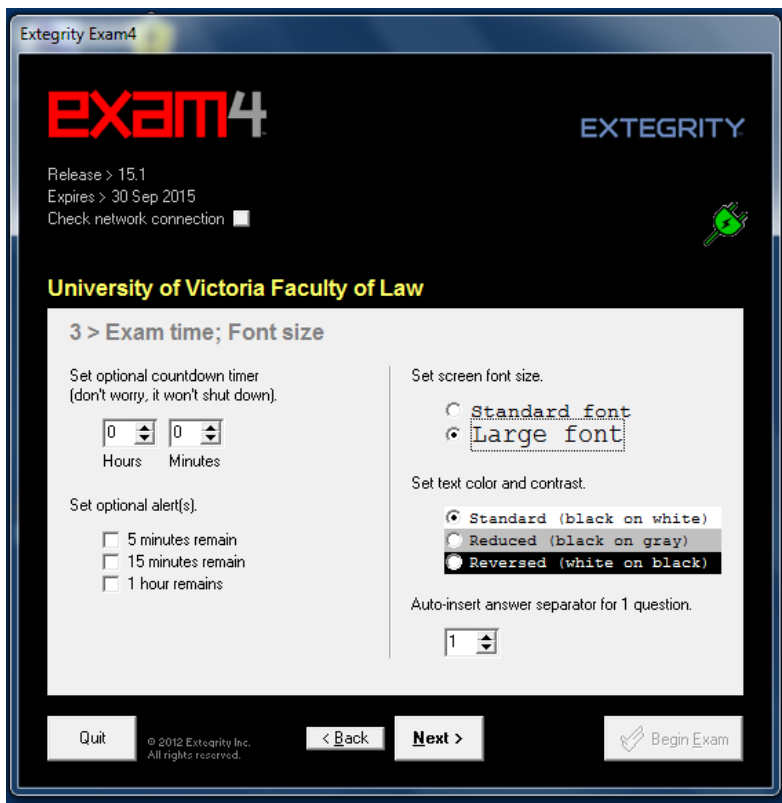 Extegrity Exam4
exam4
EXTEGRITY
Release > 15.1
Expires > 30 Sep 2015
Check network connection
University of Victoria Faculty of Law
3 > Exam time; Font size
Set optional countdown timer
(don't worry, it won't shut down).
0 0
Hours Minutes
Set optional alert(s).
5 minutes remain
15 minutes remain
1 hour remains
Set screen font size.
Standard font
Large font
Set text color and contrast.
Standard (black on white)
Reduced (black on gray)
Reversed (white on black)
Auto-insert answer separator for 1 question.
1
Quit
© 2012 Extegrity Inc.
All rights reserved.
< Back
Next >
Begin Exam